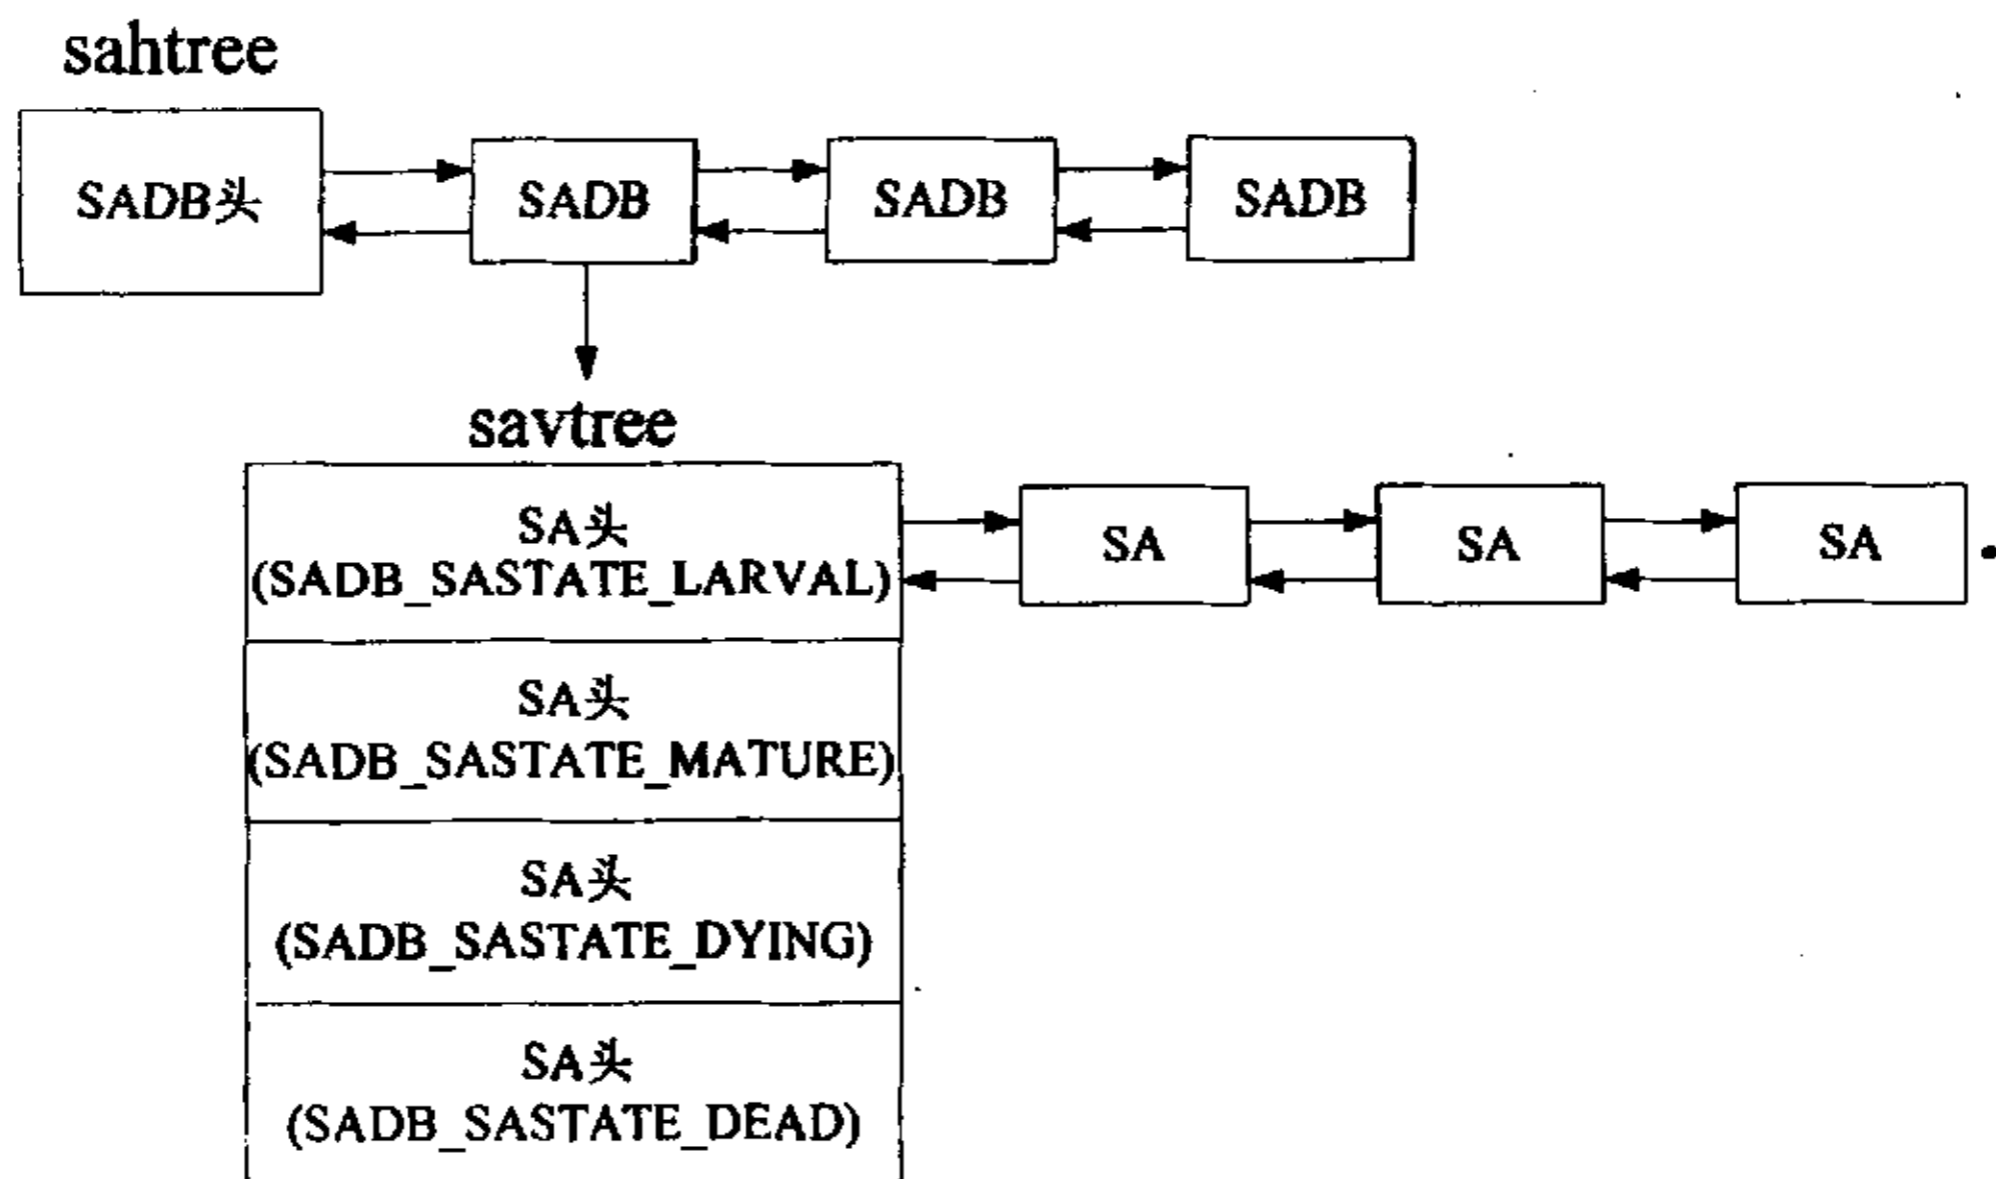 sahtree
SADB头
SADB
SADB
SADB
savtree
SA头
(SADB_SASTATE_LARVAL)
SA
SA
SA
SA头
(SADB_SASTATE_MATURE)
SA头
(SADB_SASTATE_DYING)
SA头
(SADB_SASTATE_DEAD)